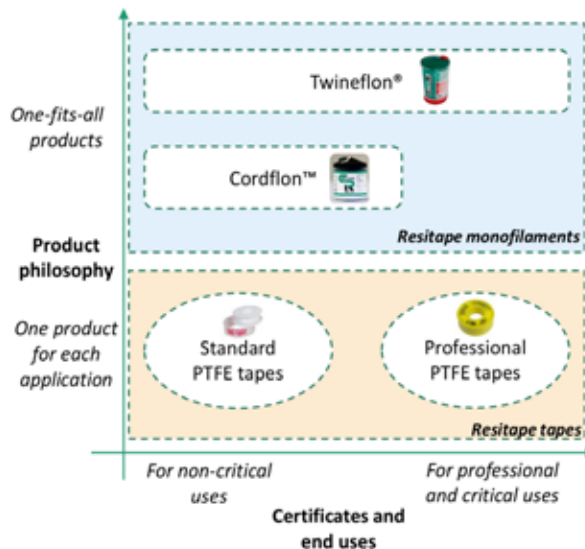 Twineflon®
One-fits-all
products
Cordflon™
Resitape monofilaments
Product
philosophy
One product
for each
application
Standard
PTFE tapes
Professional
PTFE tapes
Resitape tapes
For non-critical
uses
For professional
and critical uses
Certificates and
end uses